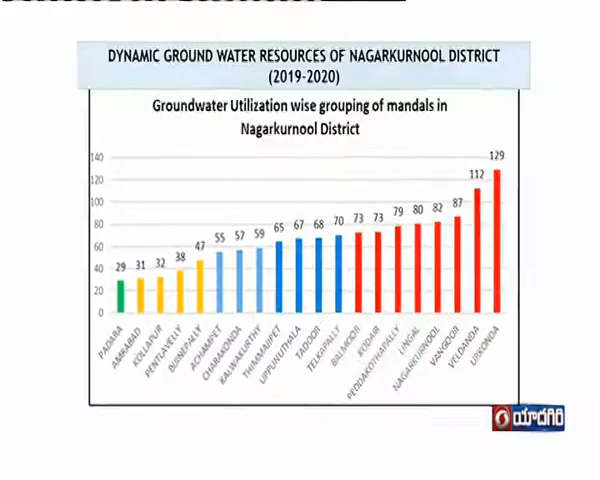 DYNAMIC GROUND WATER RESOURCES OF NAGARKURNOOL DISTRICT
(2019-2020)
Groundwater Utilization wise grouping of mandals in
Nagarkurnool District
140
120
100
80
60
40
20
0
29 31 32 38 47 55 57 59 65 67 68 70 73 73 79 80 82 87 112 129
PADARA
AMRABAD
KOLLAPUR
PENTLAVELLY
BIJINEPALLY
ACHAMPET
CHARAKONDA
KALWAKURTHY
THIMMAJIPET
UPPUNUTHALA
TADOOR
TELKAPALLY
BALMOOR
KODAIR
PEDDAKOTHAPALLY
LINGAL
NAGARKURNOOL
VANGOOR
VELDANDA
URKONDA
యాదగిరి